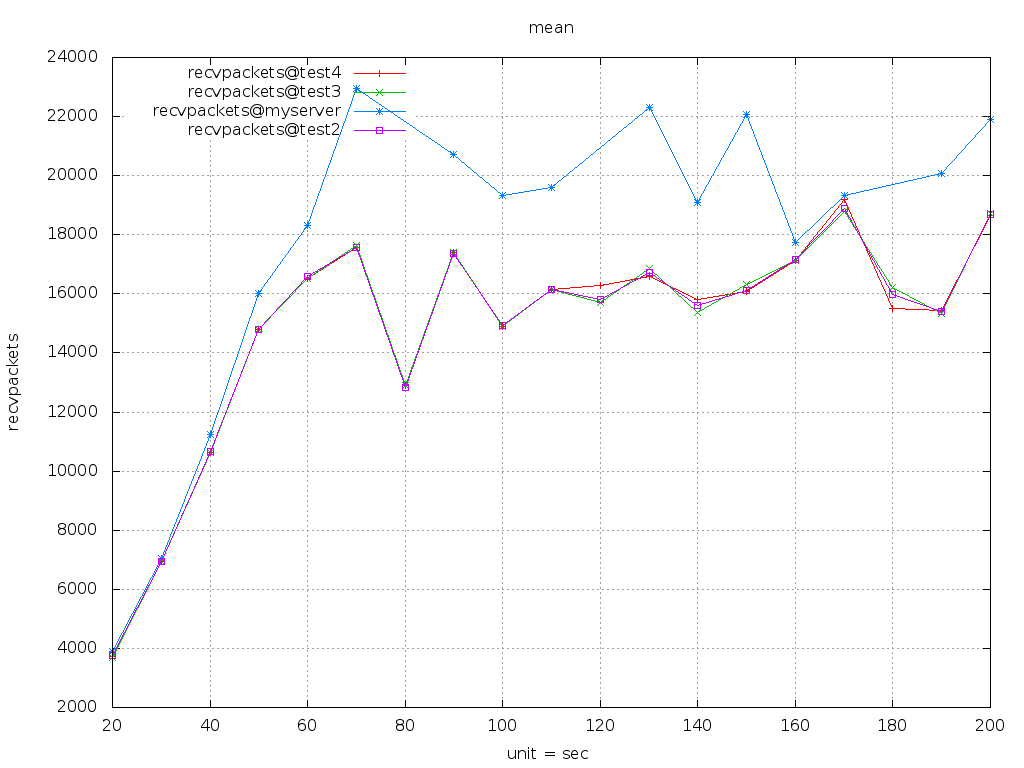 mean
24000
22000
20000
18000
16000
14000
12000
10000
8000
6000
4000
2000
recvpackets@test4
recvpackets@test3
recvpackets@myserver
recvpackets@test2
recvpackets
20 40 60 80 100 120 140 160 180 200
unit = sec